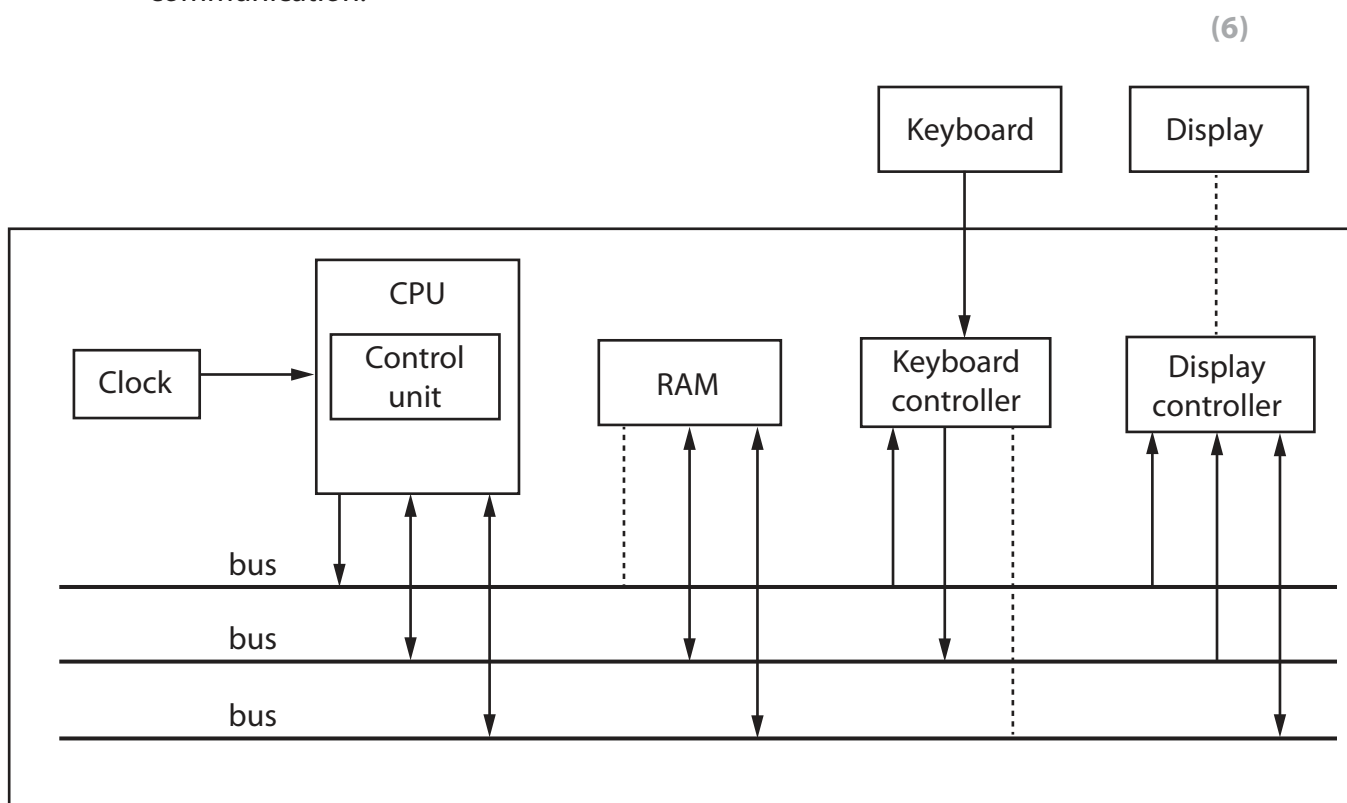 communication.
(6)
Keyboard
Display
CPU
Control
unit
Clock
RAM
Keyboard
controller
Display
controller
bus
bus
bus